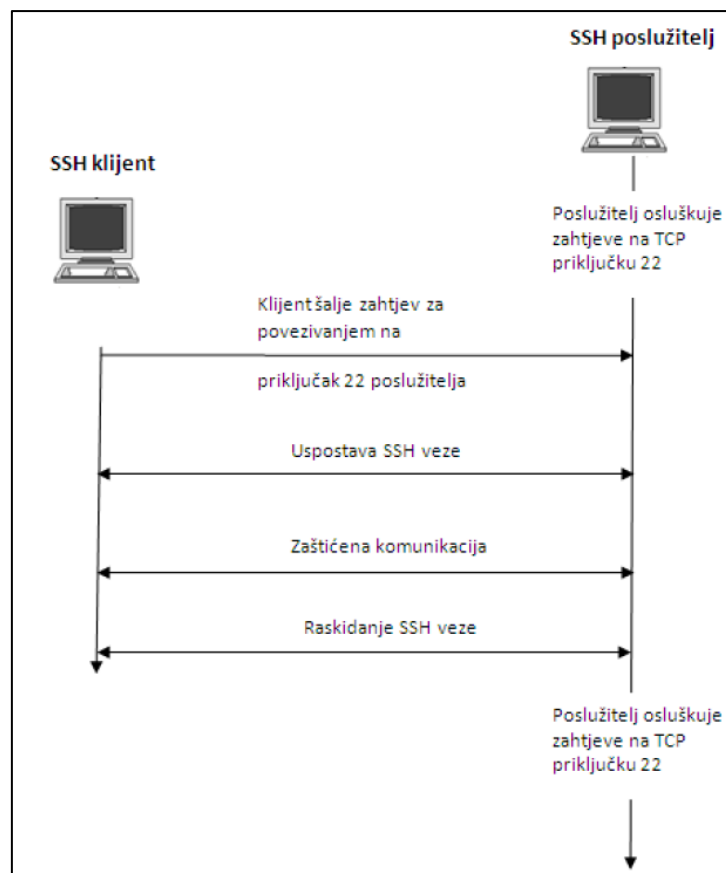 SSH poslužitelj
SSH klijent
Poslužitelj osluškuje
zahtjeve na TCP
priključku 22
Klijent šalje zahtjev za
povezivanjem na
priključak 22 poslužitelja
Uspostava SSH veze
Zaštićena komunikacija
Raskidanje SSH veze
Poslužitelj osluškuje
zahtjeve na TCP
priključku 22